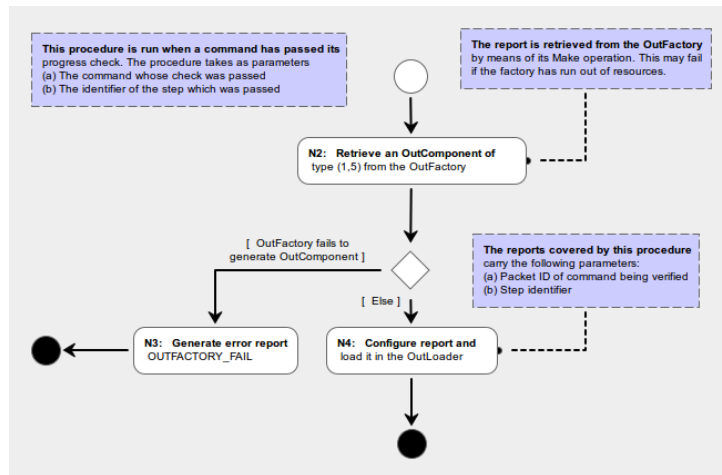 This procedure is run when a command has passed its
progress check. The procedure takes as parameters
(a) The command whose check was passed
(b) The identifier of the step which was passed
The report is retrieved from the OutFactory
by means of its Make operation. This may fail
if the factory has run out of resources.
N2: Retrieve an OutComponent of
type (1,5) from the OutFactory
[ OutFactory fails to
generate OutComponent ]
The reports covered by this procedure
carry the following parameters:
(a) Packet ID of command being verified
(b) Step identifier
[ Else ]
N3: Generate error report
OUTFACTORY_FAIL
N4: Configure report and
load it in the OutLoader